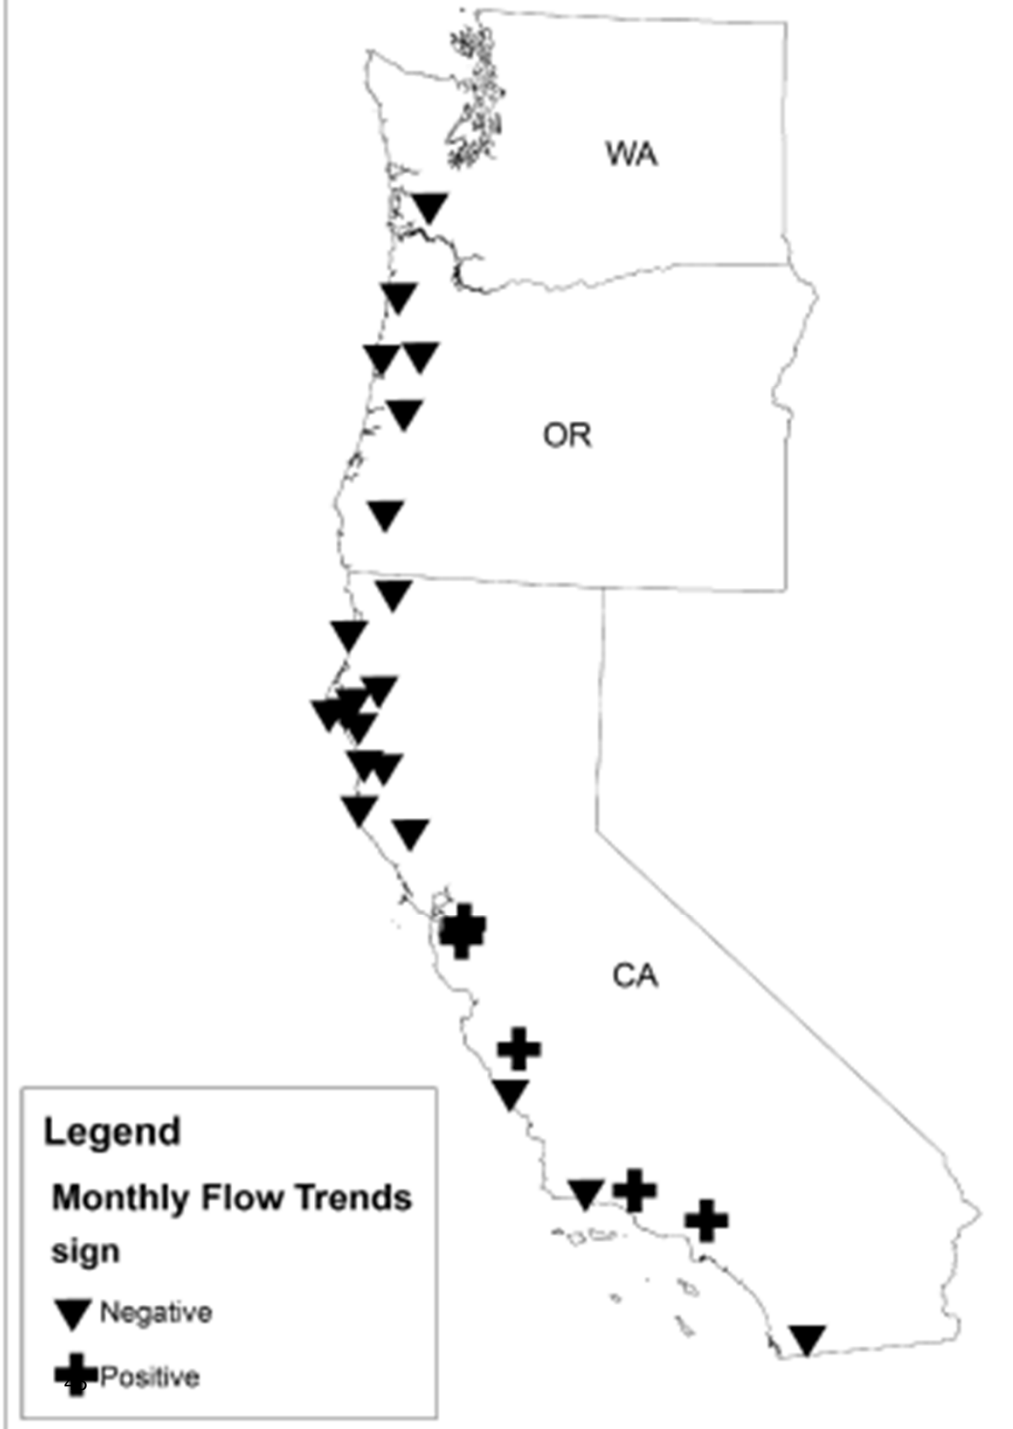 WA
OR
CA
Legend
Monthly Flow Trends
sign
Negative
Positive